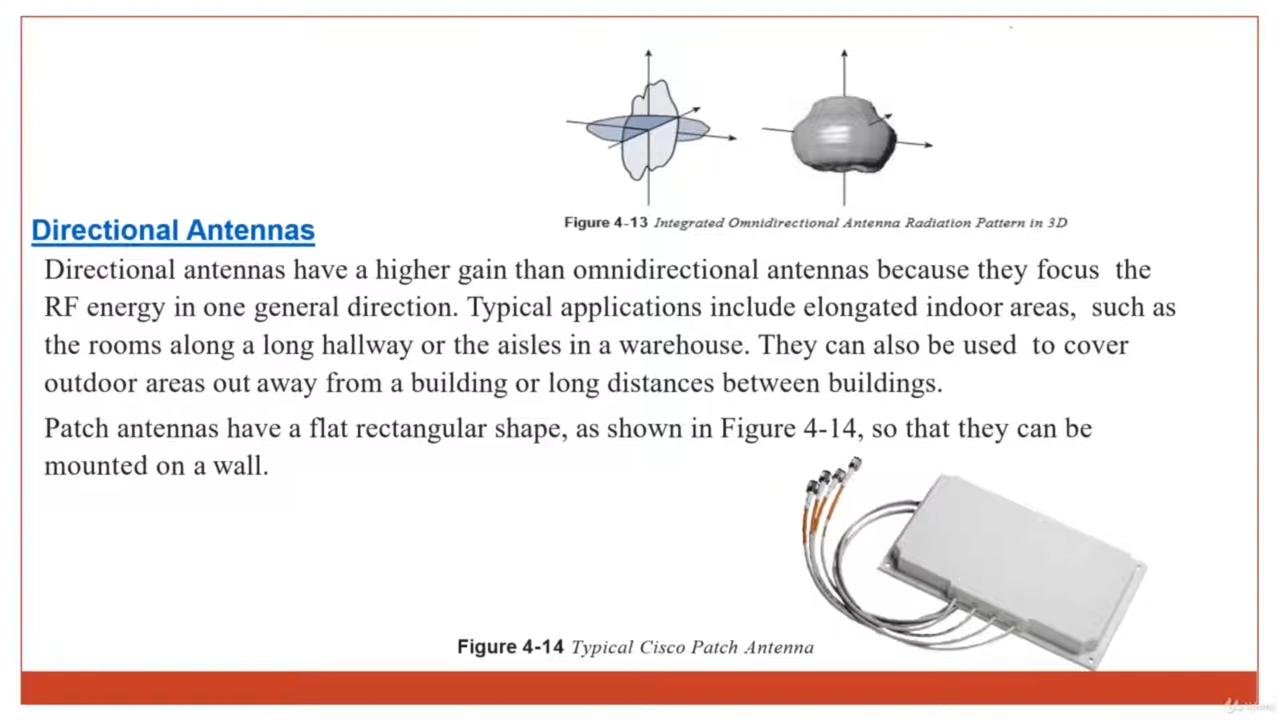 Figure 4-13 Integrated Omnidirectional Antenna Radiation Pattern in 3D
Directional Antennas
Directional antennas have a higher gain than omnidirectional antennas because they focus the
RF energy in one general direction. Typical applications include elongated indoor areas, such as
the rooms along a long hallway or the aisles in a warehouse. They can also be used to cover
outdoor areas out away from a building or long distances between buildings.
Patch antennas have a flat rectangular shape, as shown in Figure 4-14, so that they can be
mounted on a wall.
Figure 4-14 Typical Cisco Patch Antenna